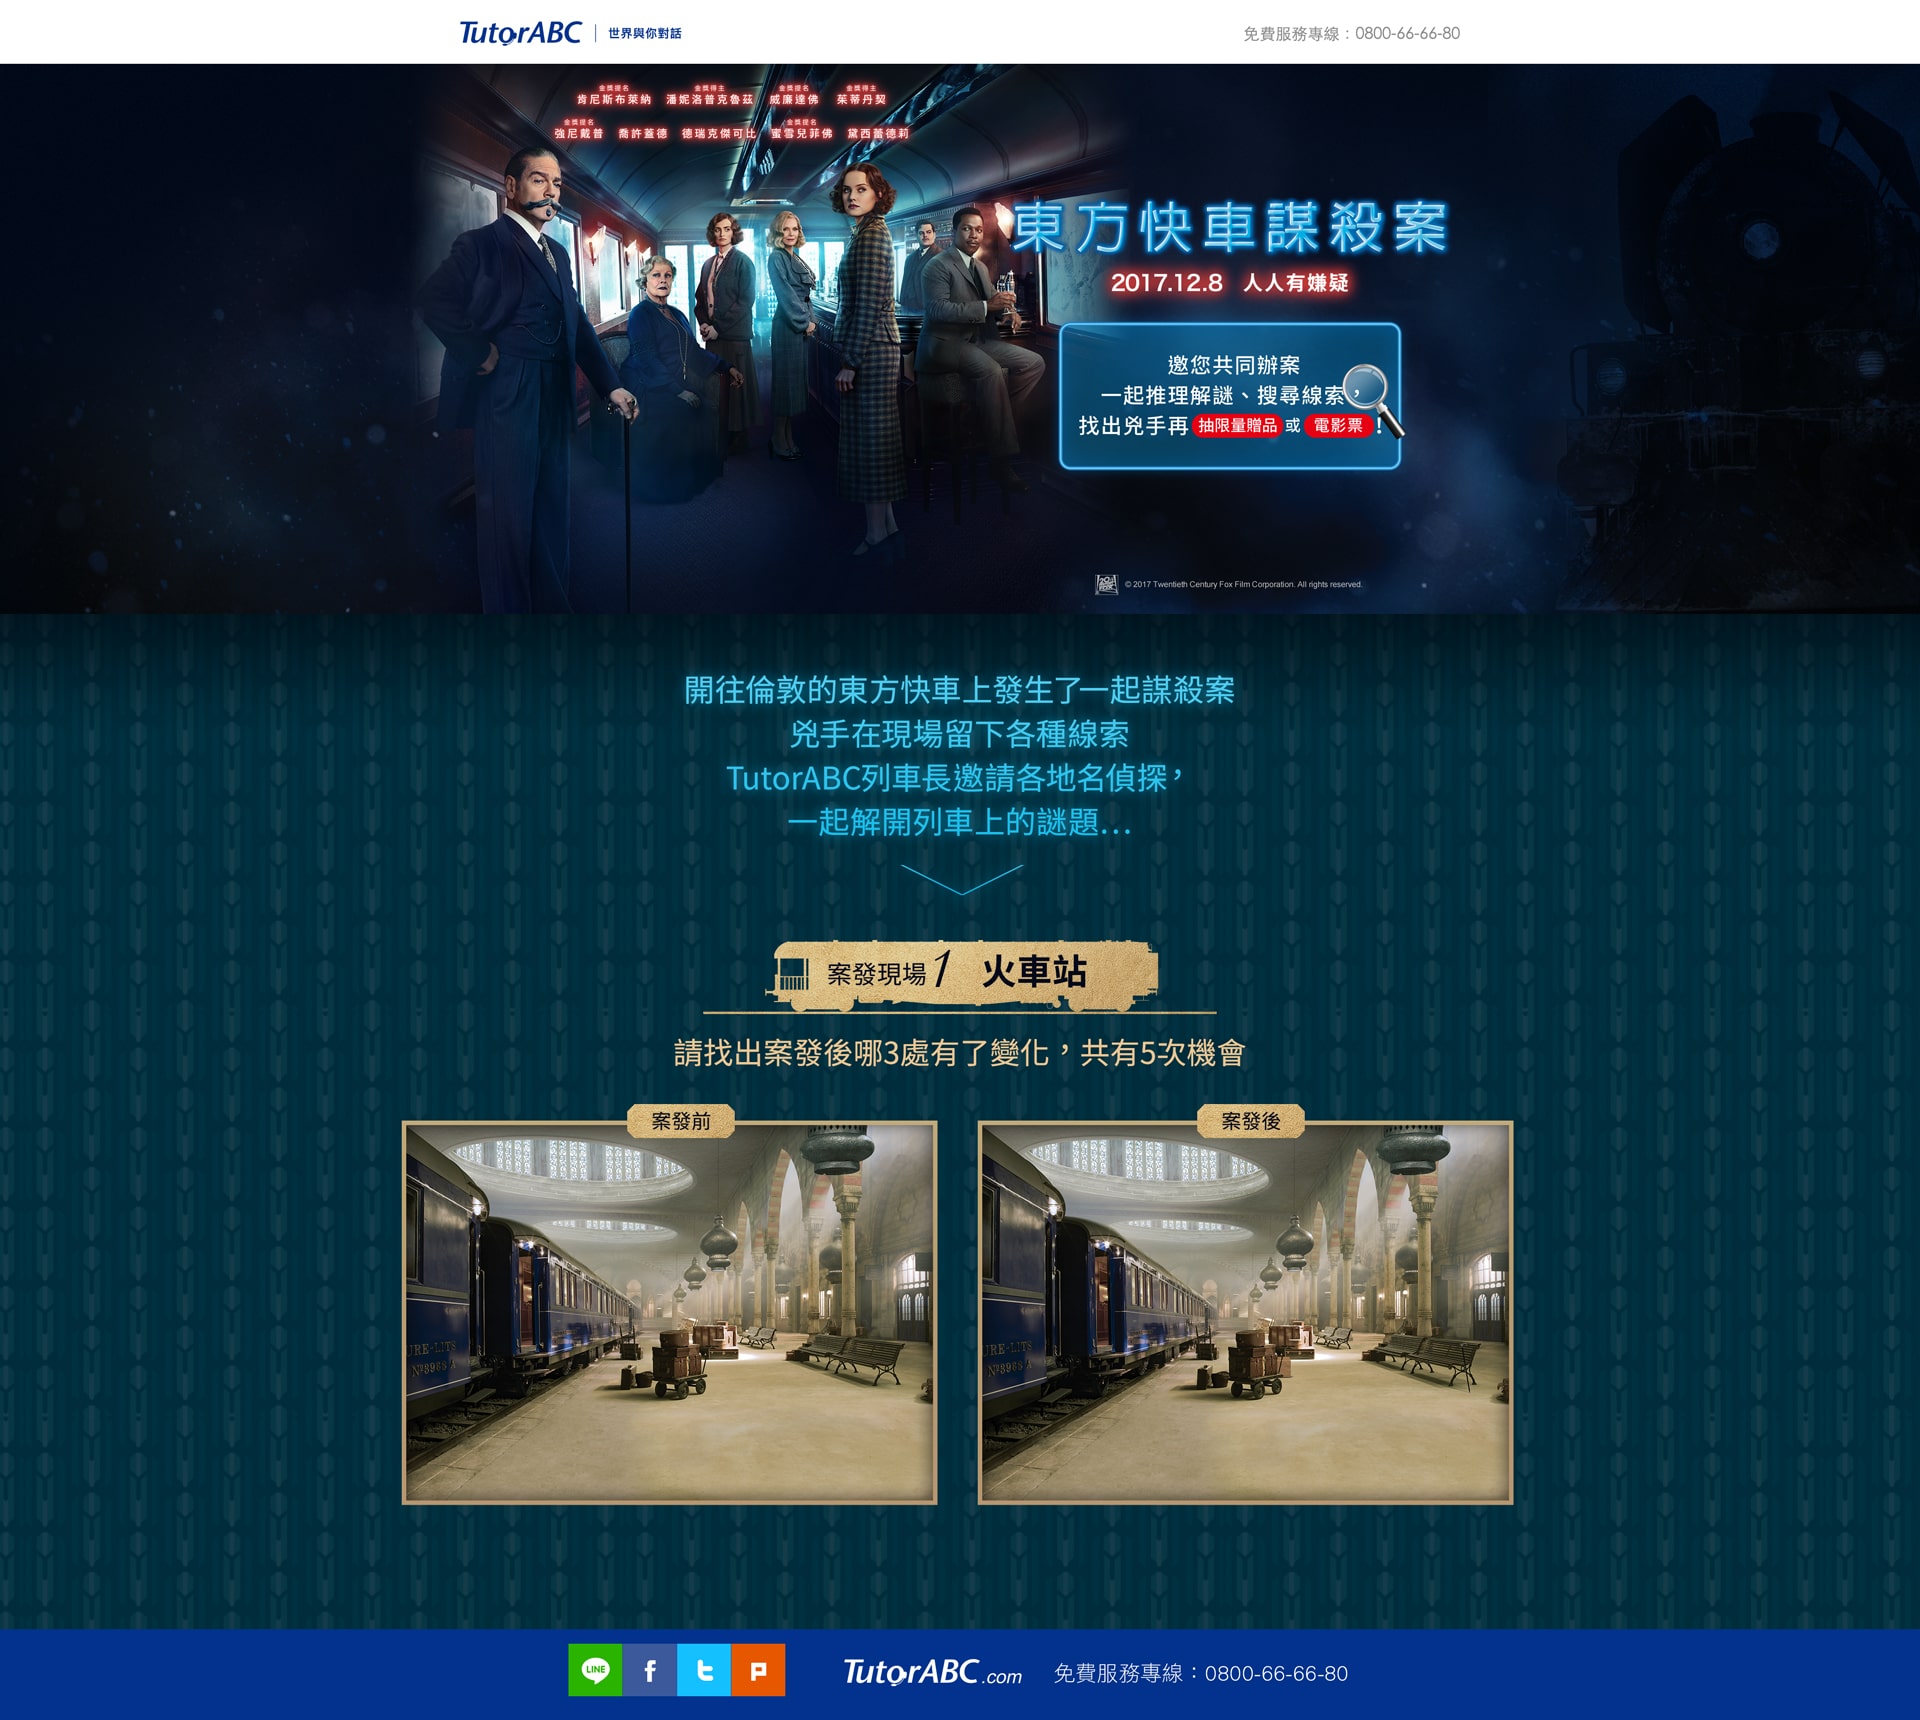 TutorABC 世界與你對話
免費服務專線：0800-66-66-80
金獎提名 金獎得主 金獎提名 金獎得主
肯尼斯布萊納 潘妮洛普克魯茲 威廉達佛 茱蒂丹契
金獎提名 金獎提名
強尼戴普 喬許蓋德 德瑞克傑可比 蜜雪兒菲佛 黛西蕾德莉
東方快車謀殺案
2017.12.8 人人有嫌疑
邀您共同辦案
一起推理解謎、搜尋線索，
找出兇手再 抽限量贈品 或 電影票 !
© 2017 Twentieth Century Fox Film Corporation. All rights reserved.
開往倫敦的東方快車上發生了一起謀殺案
兇手在現場留下各種線索
TutorABC列車長邀請各地名偵探，
一起解開列車上的謎題...
案發現場1 火車站
請找出案發後哪3處有了變化，共有5次機會
案發前 案發後
LINE
TutorABC.com 免費服務專線：0800-66-66-80